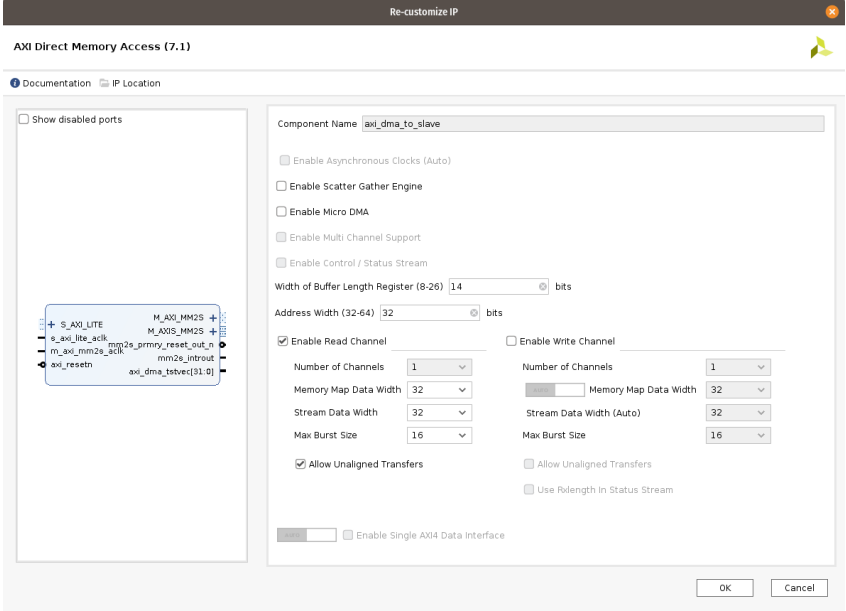 Re-customize IP
AXI Direct Memory Access (7.1)
Documentation IP Location
Show disabled ports
S_AXI_LITE
s_axi_lite_aclk
m_axi_mm2s_aclk
axi_resetn
M_AXI_MM2S
M_AXIS_MM2S
mm2s_prmry_reset_out_n
mm2s_introut
axi_dma_tstvec[31:0]
Component Name axi_dma_to_slave
Enable Asynchronous Clocks (Auto)
Enable Scatter Gather Engine
Enable Micro DMA
Enable Multi Channel Support
Enable Control / Status Stream
Width of Buffer Length Register (8-26) 14 bits
Address Width (32-64) 32 bits
Enable Read Channel
Number of Channels 1
Memory Map Data Width 32
Stream Data Width 32
Max Burst Size 16
Allow Unaligned Transfers
Enable Write Channel
Number of Channels 1
Memory Map Data Width 32
Stream Data Width (Auto) 32
Max Burst Size 16
Allow Unaligned Transfers
Use Rxlength In Status Stream
Enable Single AXI4 Data Interface
OK Cancel